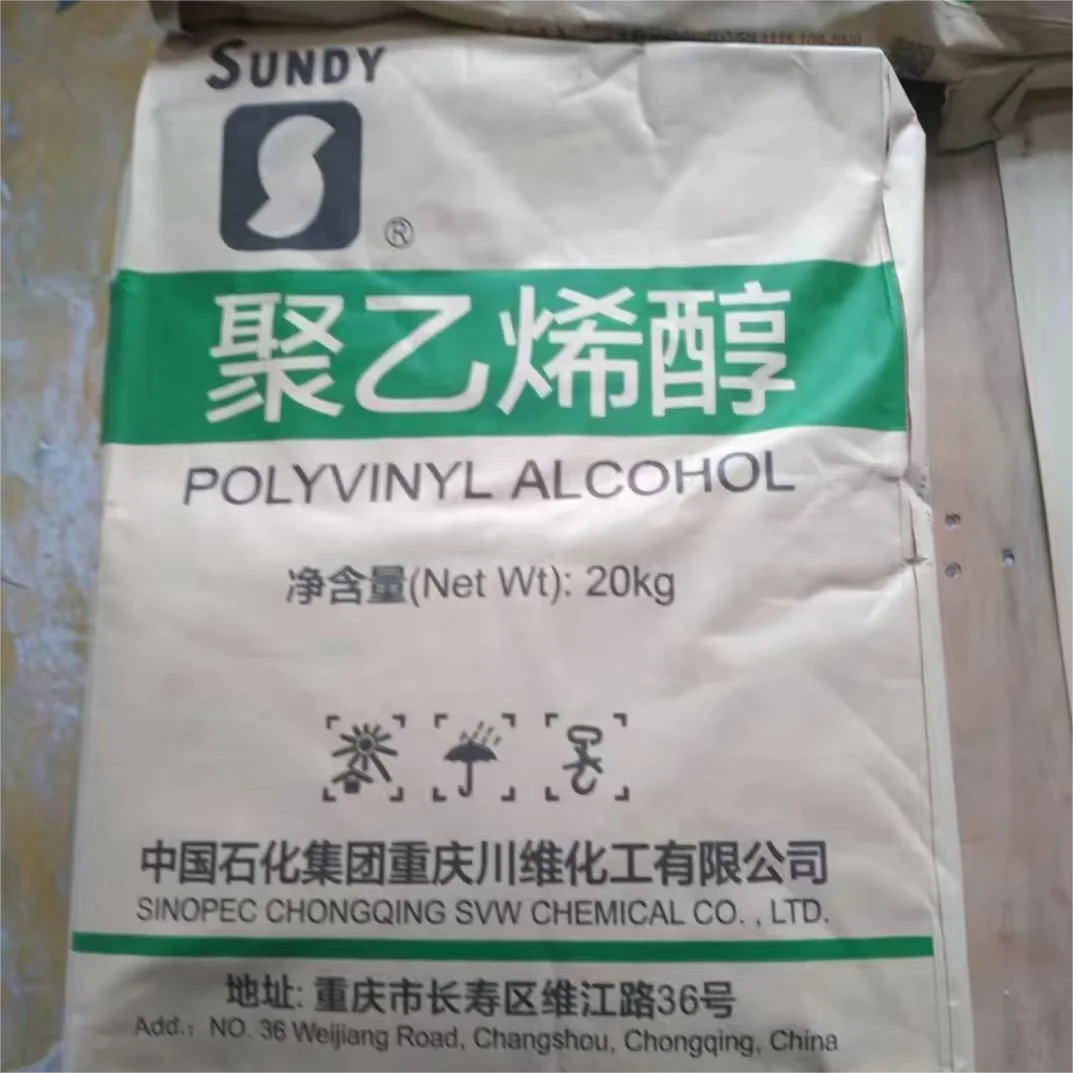 SUNDY
®
聚乙烯醇
POLYVINYL ALCOHOL
净含量(Net Wt): 20kg
中国石化集团重庆川维化工有限公司
SINOPEC CHONGQING SVW CHEMICAL CO. , LTD.
地址: 重庆市长寿区维江路36号
Add.: NO. 36 Weijiang Road, Changshou, Chongqing, China